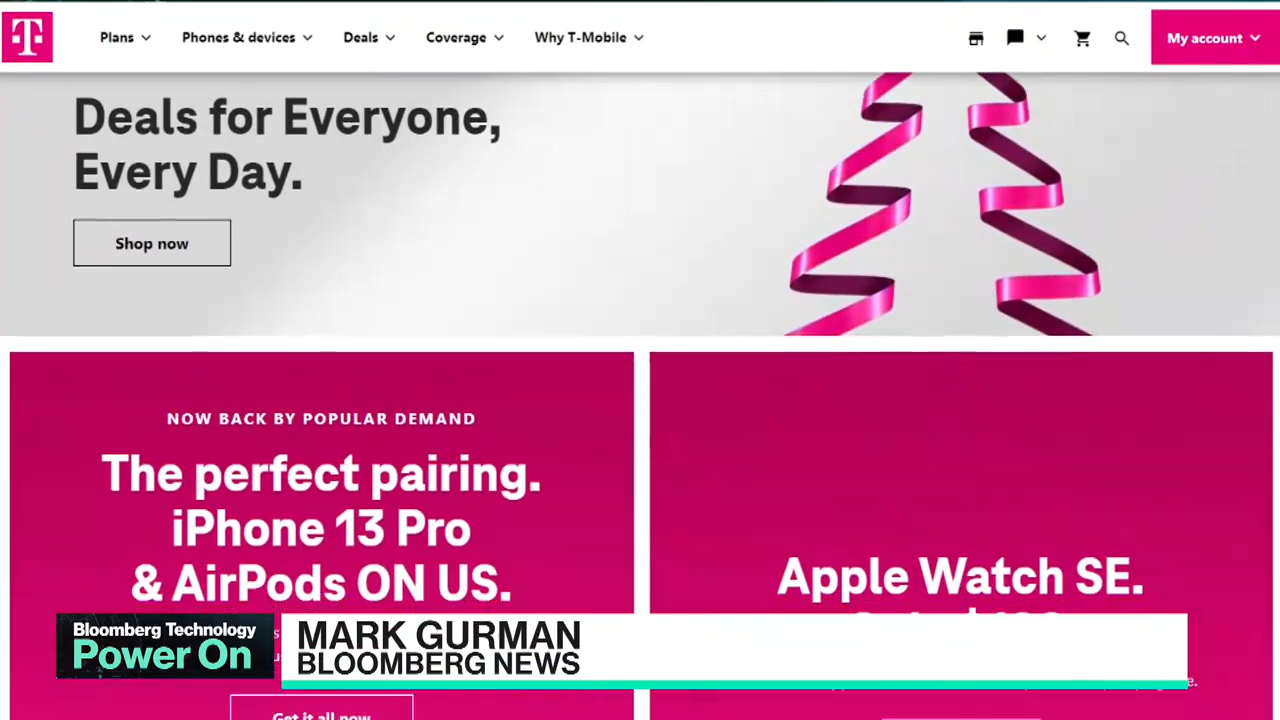 T
Plans
Phones & devices
Deals
Coverage
Why T-Mobile
My account
Deals for Everyone,
Every Day.
Shop now
NOW BACK BY POPULAR DEMAND
The perfect pairing.
iPhone 13 Pro
& AirPods ON US.
Get it all now
Apple Watch SE.
Bloomberg Technology
Power On
MARK GURMAN
BLOOMBERG NEWS